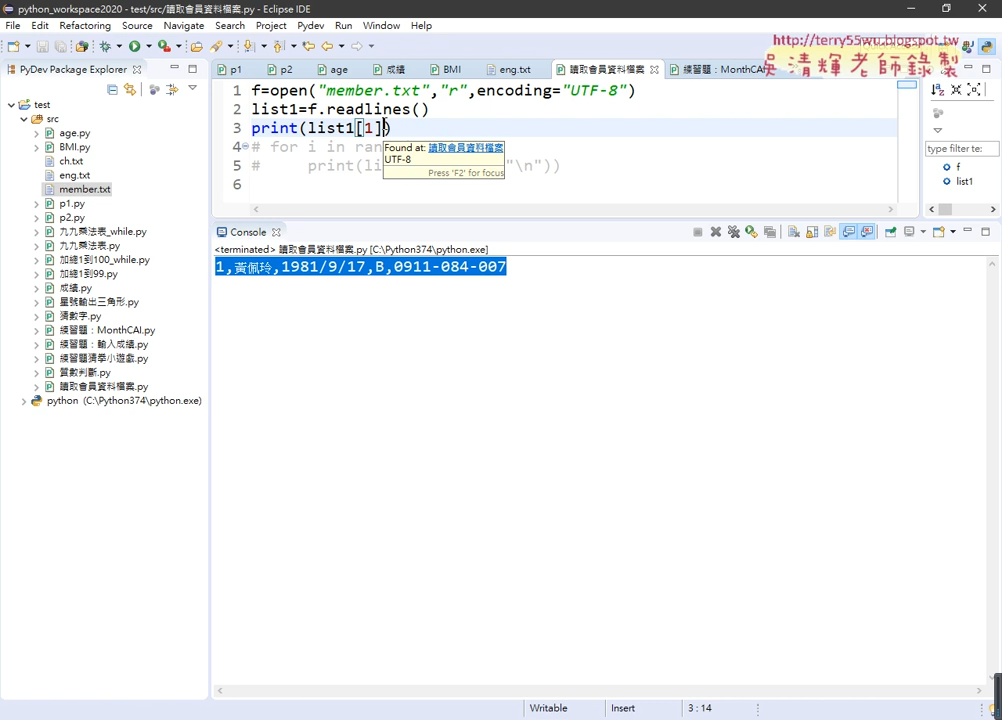 python_workspace2020 - test/src/讀取會員資料檔案.py - Eclipse IDE
File Edit Refactoring Source Navigate Search Project Pydev Run Window Help
http://terry55wu.blogspot.tw
吳清輝老師錄製
PyDev Package Explorer
p1 p2 age 成績 BMI eng.txt 讀取會員資料檔案 練習題：MonthCAI
test
src
age.py
BMI.py
ch.txt
eng.txt
member.txt
p1.py
p2.py
九九乘法表_while.py
九九乘法表.py
加總1到100_while.py
加總1到99.py
成績.py
星號輸出三角形.py
猜數字.py
練習題：MonthCAI.py
練習題：輸入成績.py
練習題猜學小遊戲.py
質數判斷.py
讀取會員資料檔案.py
python (C:\Python374\python.exe)
1 f=open("member.txt","r",encoding="UTF-8")
2 list1=f.readlines()
3 print(list1[1])
4 # for i in ran
5 # print(li "\n"))
6
Found at: 讀取會員資料檔案
UTF-8
Press 'F2' for focus
type filter te:
f
list1
Console
<terminated> 讀取會員資料檔案.py [C:\Python374\python.exe]
1,黃佩玲,1981/9/17,B,0911-084-007
Writable Insert 3 : 14